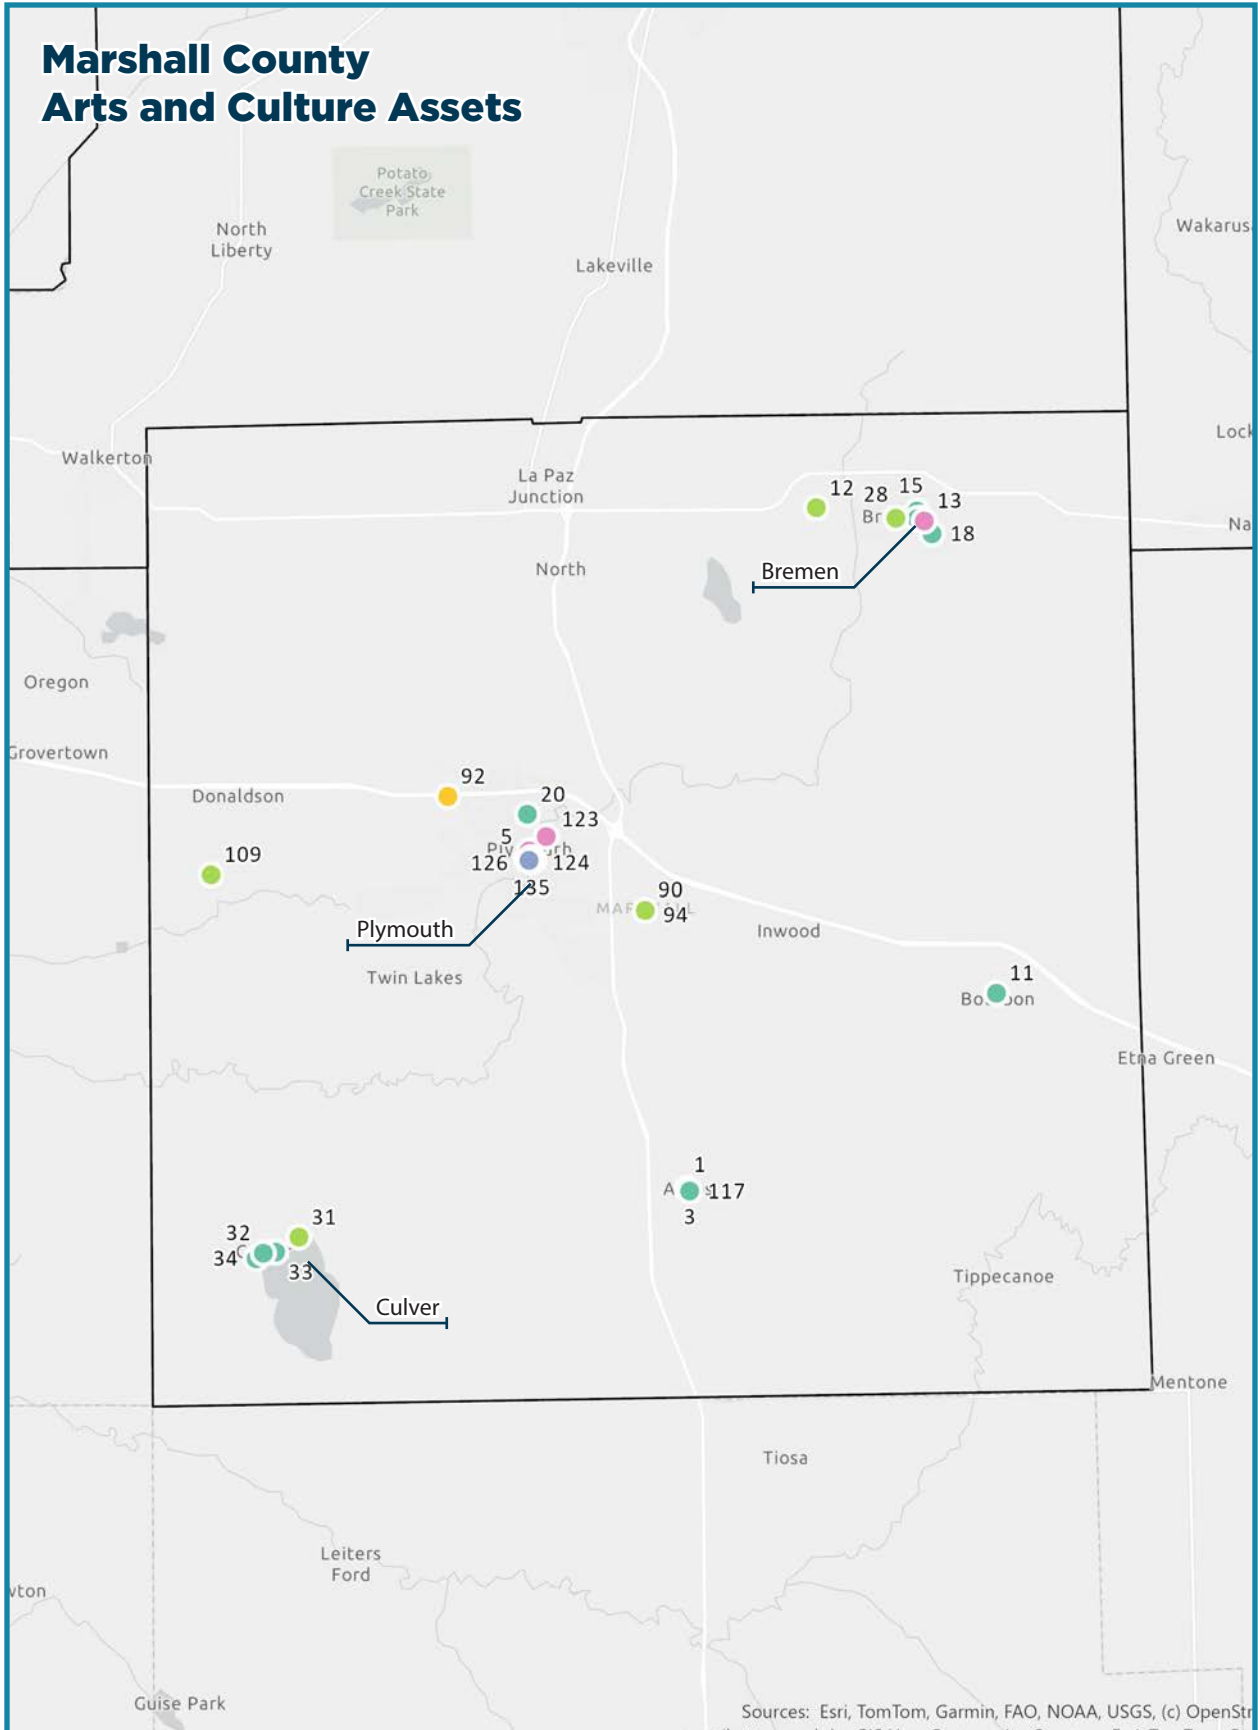 Marshall County
Arts and Culture Assets
Potato
Creek State
Park
North
Liberty
Wakarus
Lakeville
Lock
Walkerton
La Paz
Junction
12
28
15
13
Br
18
Na
North
Bremen
Oregon
Grovertown
92
Donaldson
20
123
5
126
124
109
135
90
94
Plymouth
Inwood
Twin Lakes
11
Etna Green
1
117
3
31
32
34
33
Tippecanoe
Culver
Mentone
Tiosa
Leiters
Ford
wton
Guise Park
Sources: Esri, TomTom, Garmin, FAO, NOAA, USGS, (c) OpenStr